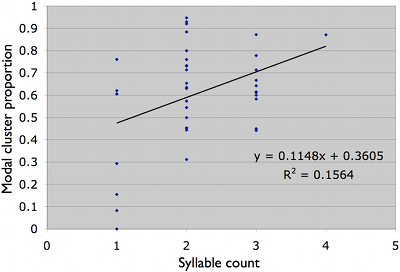 Modal cluster proportion
1
0.9
0.8
0.7
0.6
0.5
0.4
0.3
0.2
0.1
0
y = 0.1148x + 0.3605
R² = 0.1564
0 1 2 3 4 5
Syllable count